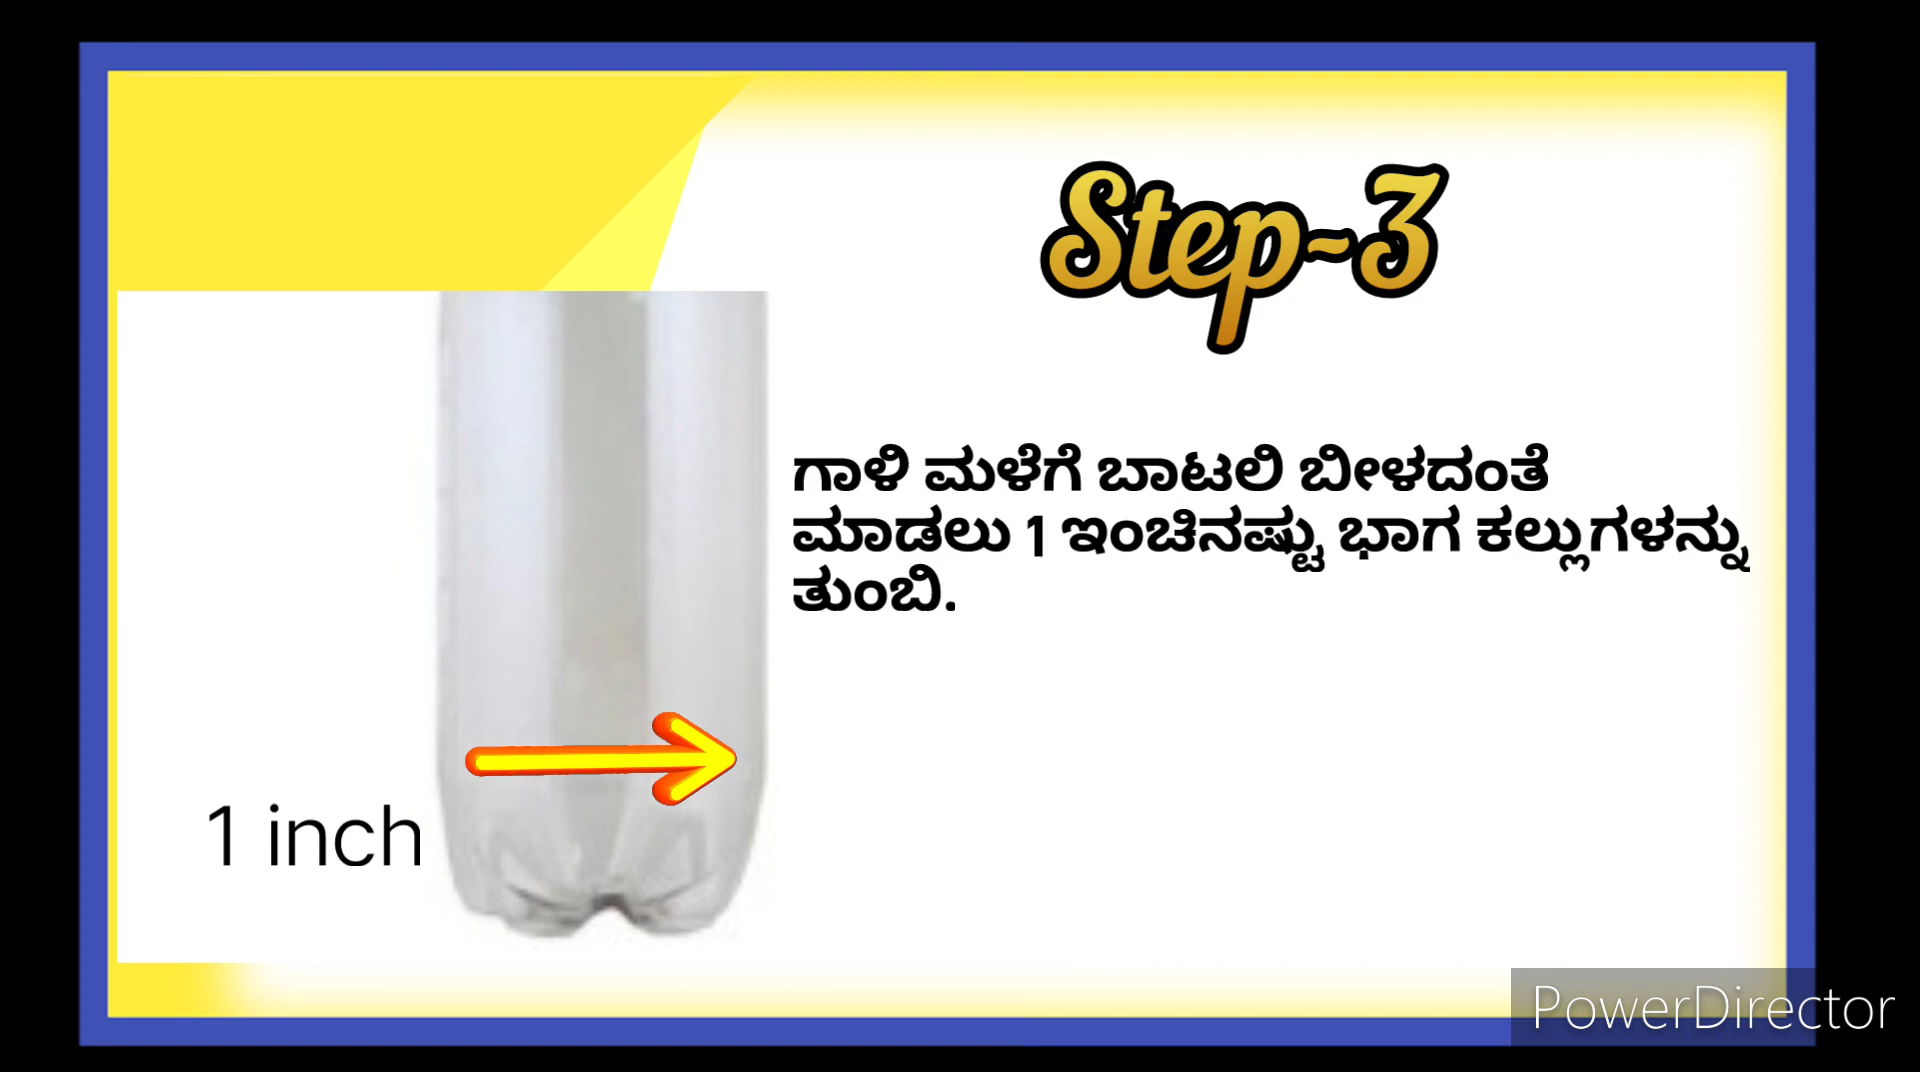 Step-3
ಗಾಳಿ ಮಳೆಗೆ ಬಾಟಲಿ ಬೀಳದಂತೆ
ಮಾಡಲು 1 ಇಂಚಿನಷ್ಟು ಭಾಗ ಕಲ್ಲುಗಳನ್ನು
ತುಂಬಿ.
1 inch
PowerDirector